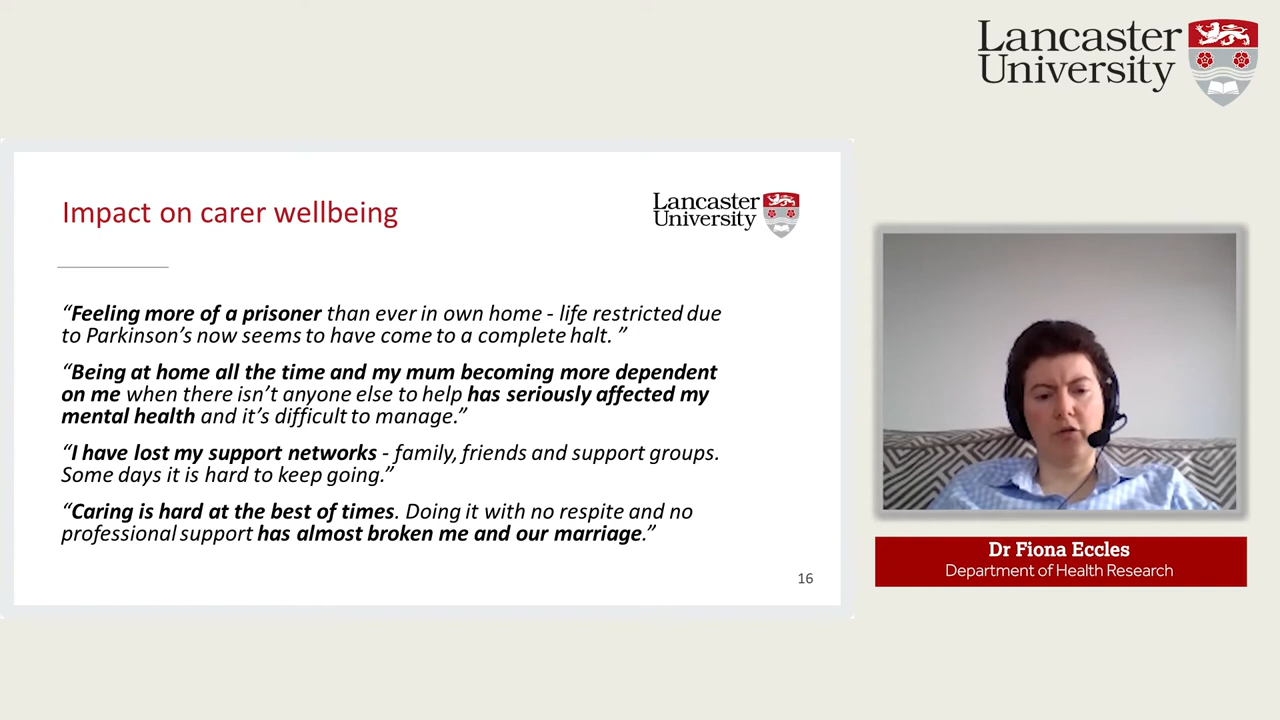 Lancaster
University
Impact on carer wellbeing
Lancaster
University
“Feeling more of a prisoner than ever in own home - life restricted due
to Parkinson’s now seems to have come to a complete halt. ”
“Being at home all the time and my mum becoming more dependent
on me when there isn’t anyone else to help has seriously affected my
mental health and it’s difficult to manage.”
“I have lost my support networks - family, friends and support groups.
Some days it is hard to keep going.”
“Caring is hard at the best of times. Doing it with no respite and no
professional support has almost broken me and our marriage.”
16
Dr Fiona Eccles
Department of Health Research